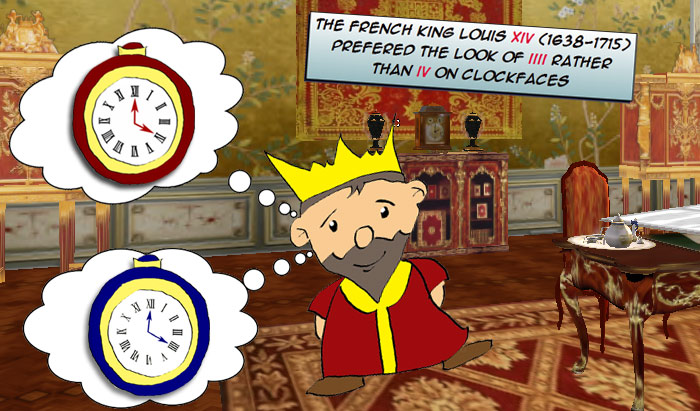 THE FRENCH KING LOUIS XIV (1638-1715)
PREFERED THE LOOK OF IIII RATHER
THAN IV ON CLOCKFACES